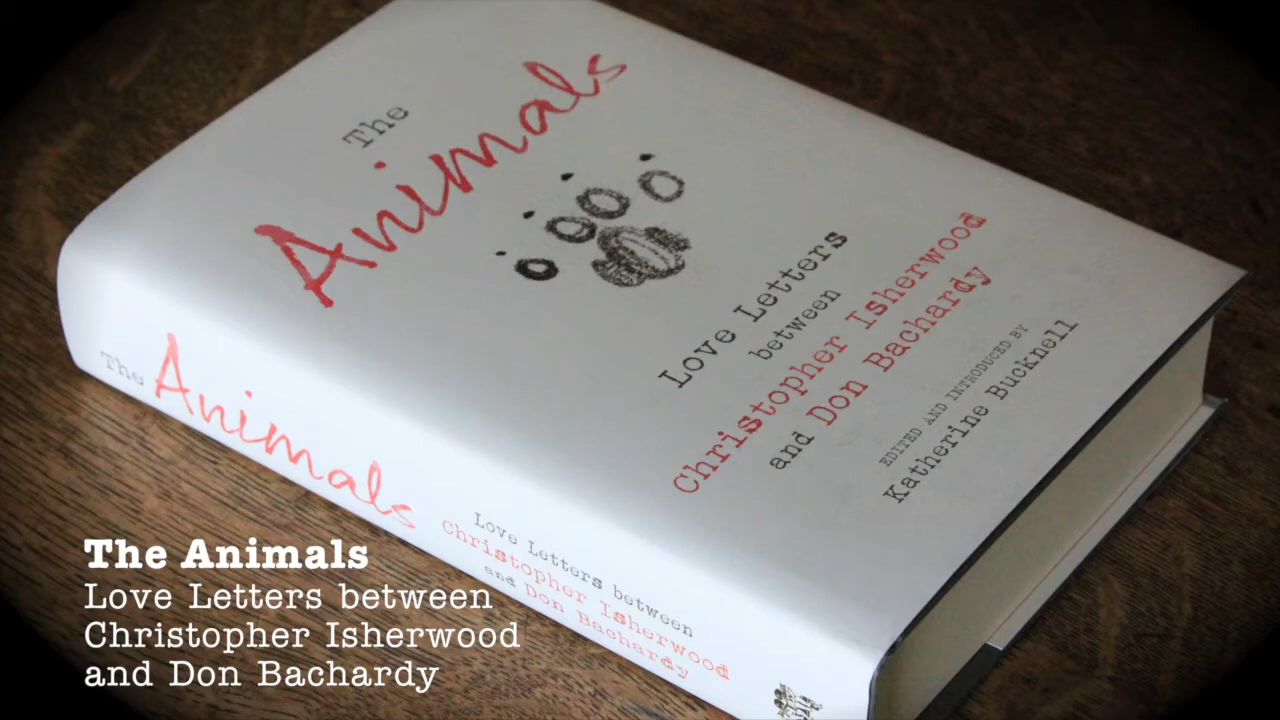 The
Animals
Love Letters
between
Christopher Isherwood
and Don Bachardy
EDITED AND INTRODUCED BY
Katherine Bucknell
The Animals
Love Letters between
Christopher Isherwood
and Don Bachardy
The Animals
Love Letters between
Christopher Isherwood
and Don Bachardy